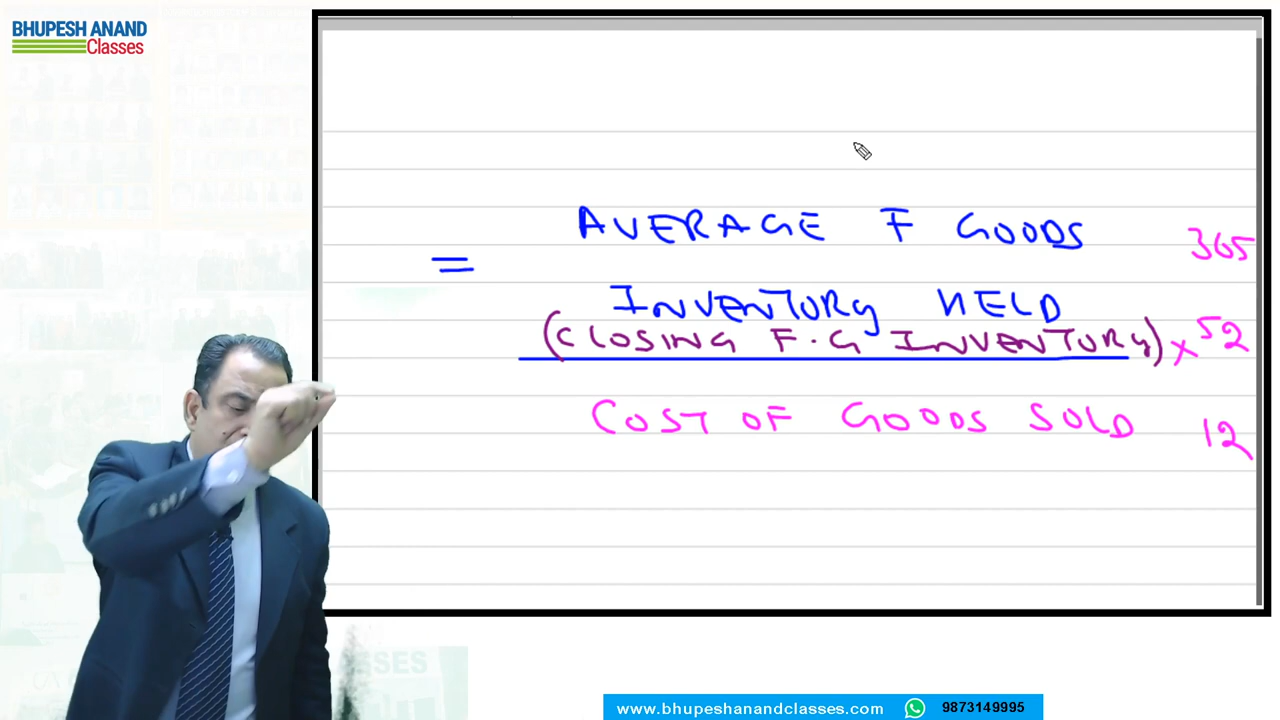 BHUPESH ANAND
Classes
AVERAGE F GOODS
365
=
INVENTORY HELD
(CLOSING F.G INVENTORY) × 52
COST OF GOODS SOLD
12
www.bhupeshanandclasses.com
9873149995